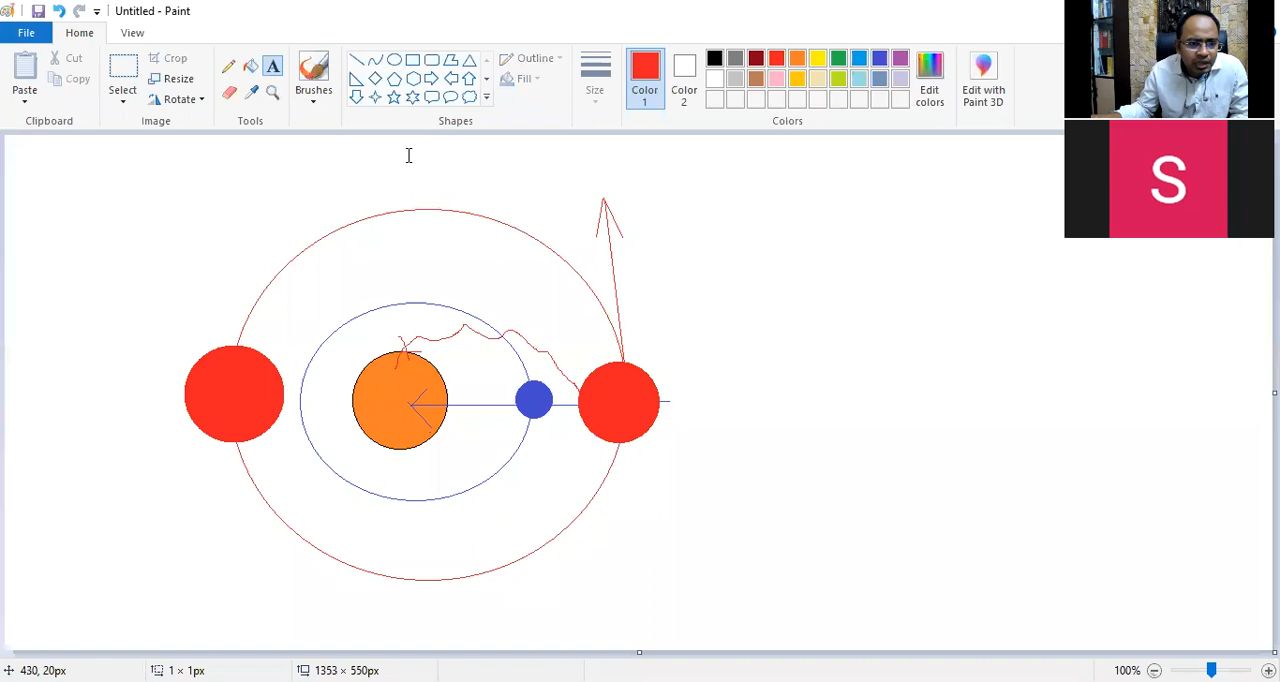 Untitled - Paint
File
Home
View
Paste
Cut
Copy
Clipboard
Select
Crop
Resize
Rotate
Image
A
Tools
Brushes
Shapes
Outline
Fill
Size
Color 1
Color 2
Edit colors
Colors
Edit with Paint 3D
S
430, 20px
1 × 1px
1353 × 550px
100%